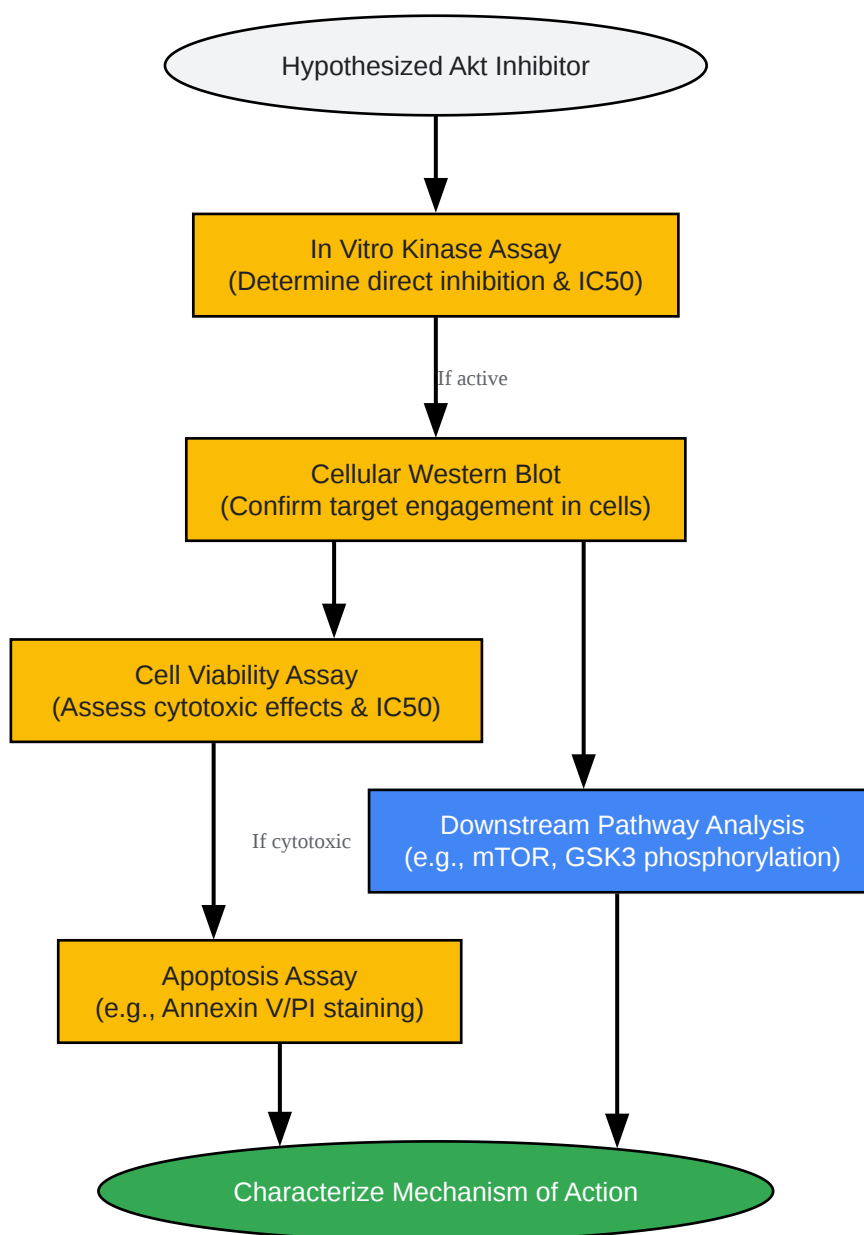 Hypothesized Akt Inhibitor
In Vitro Kinase Assay
(Determine direct inhibition & IC50)
If active
Cellular Western Blot
(Confirm target engagement in cells)
Cell Viability Assay
(Assess cytotoxic effects & IC50)
If cytotoxic
Downstream Pathway Analysis
(e.g., mTOR, GSK3 phosphorylation)
Apoptosis Assay
(e.g., Annexin V/PI staining)
Characterize Mechanism of Action